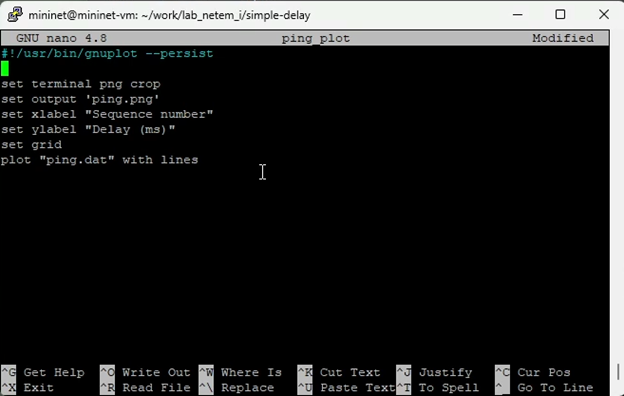 mininet@mininet-vm: ~/work/lab_netem_i/simple-delay
GNU nano 4.8 ping_plot Modified
#!/usr/bin/gnuplot --persist
set terminal png crop
set output 'ping.png'
set xlabel "Sequence number"
set ylabel "Delay (ms)"
set grid
plot "ping.dat" with lines
^G Get Help ^O Write Out ^W Where Is ^K Cut Text ^J Justify ^C Cur Pos
^X Exit ^R Read File ^\ Replace ^U Paste Text ^T To Spell ^_ Go To Line